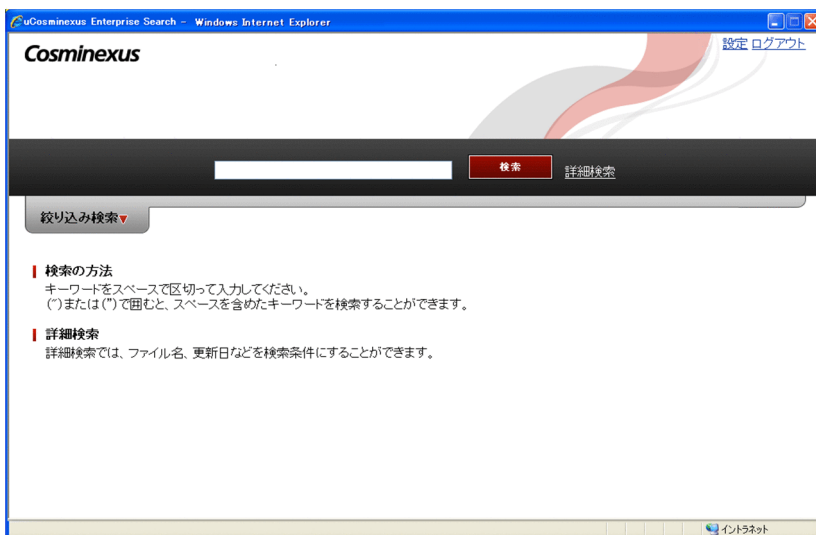 uCosminexus Enterprise Search - Windows Internet Explorer
Cosminexus
設定 ログアウト
検索
詳細検索
絞り込み検索▼
検索の方法
キーワードをスペースで区切って入力してください。
(˝)または(")で囲むと、スペースを含めたキーワードを検索することができます。
詳細検索
詳細検索では、ファイル名、更新日などを検索条件にすることができます。
イントラネット